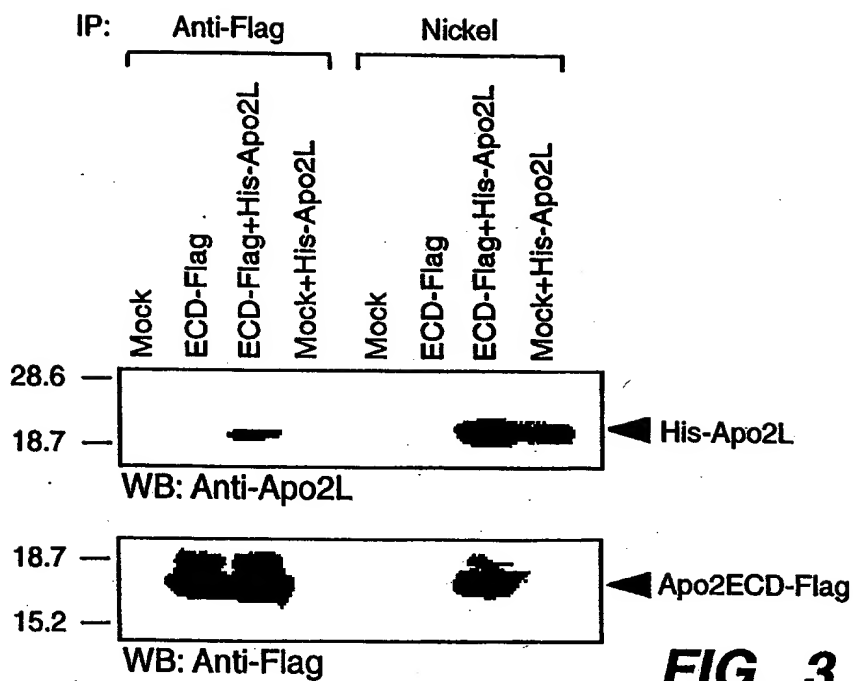 IP: Anti-Flag Nickel
Mock
ECD-Flag
ECD-Flag+His-Apo2L
Mock+His-Apo2L
Mock
ECD-Flag
ECD-Flag+His-Apo2L
Mock+His-Apo2L
28.6
18.7
His-Apo2L
WB: Anti-Apo2L
18.7
15.2
Apo2ECD-Flag
WB: Anti-Flag
FIG. 3